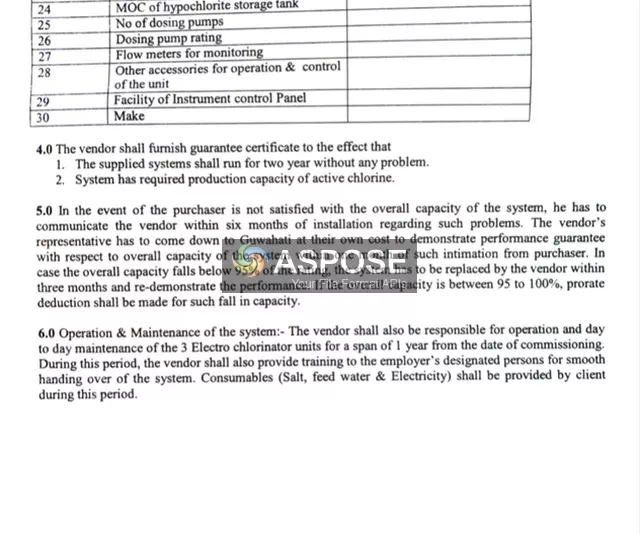 24 MOC of hypochlorite storage tank
25 No of dosing pumps
26 Dosing pump rating
27 Flow meters for monitoring
28 Other accessories for operation & control
of the unit
29 Facility of Instrument control Panel
30 Make
4.0 The vendor shall furnish guarantee certificate to the effect that
1. The supplied systems shall run for two year without any problem.
2. System has required production capacity of active chlorine.
5.0 In the event of the purchaser is not satisfied with the overall capacity of the system, he has to
communicate the vendor within six months of installation regarding such problems. The vendor's
representative has to come down to Guwahati at their own cost to demonstrate performance guarantee
with respect to overall capacity of the such intimation from purchaser. In
ASPOSE
case the overall capacity falls below to be replaced by the vendor within
Your File Format APIs
three months and re-demonstrate the performance. capacity is between 95 to 100%, prorate
deduction shall be made for such fall in capacity.
6.0 Operation & Maintenance of the system:- The vendor shall also be responsible for operation and day
to day maintenance of the 3 Electro chlorinator units for a span of 1 year from the date of commissioning.
During this period, the vendor shall also provide training to the employer's designated persons for smooth
handing over of the system. Consumables (Salt, feed water & Electricity) shall be provided by client
during this period.